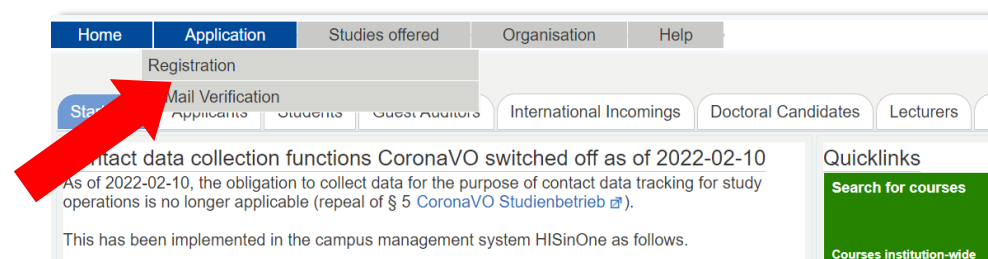 Home Application Studies offered Organisation Help
Registration
Mail Verification
Applicants Students Guest Auditors International Incomings Doctoral Candidates Lecturers
data collection functions CoronaVO switched off as of 2022-02-10
Quicklinks
As of 2022-02-10, the obligation to collect data for the purpose of contact data tracking for study
operations is no longer applicable (repeal of § 5 CoronaVO Studienbetrieb).
Search for courses
This has been implemented in the campus management system HISinOne as follows.
Courses institution-wide